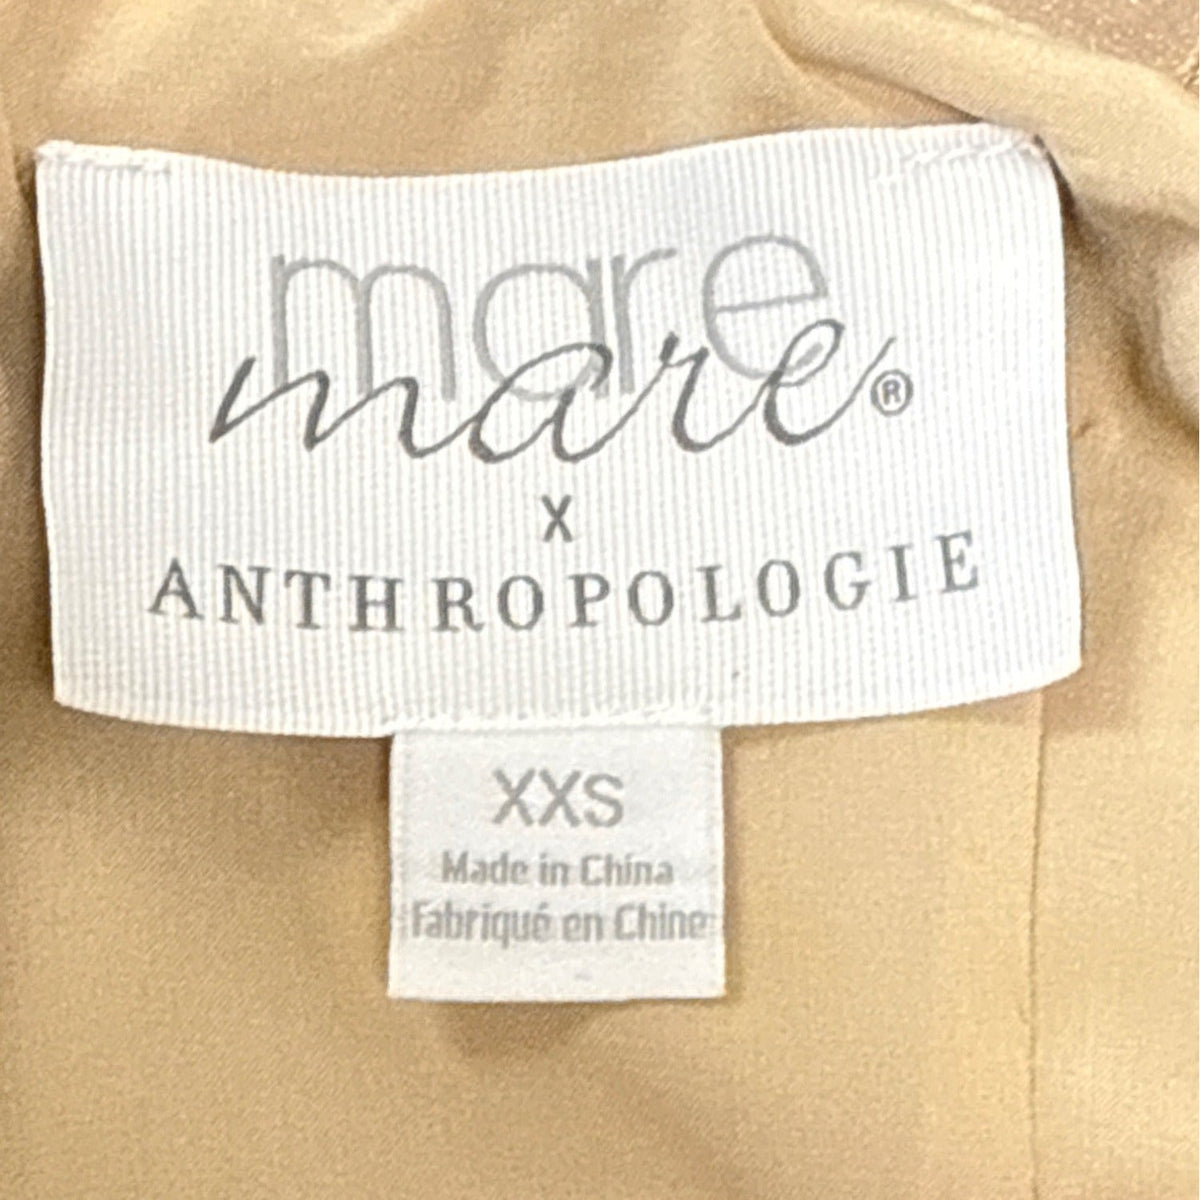 mare
mare®
x
ANTHROPOLOGIE
XXS
Made in China
Fabriqué en Chine